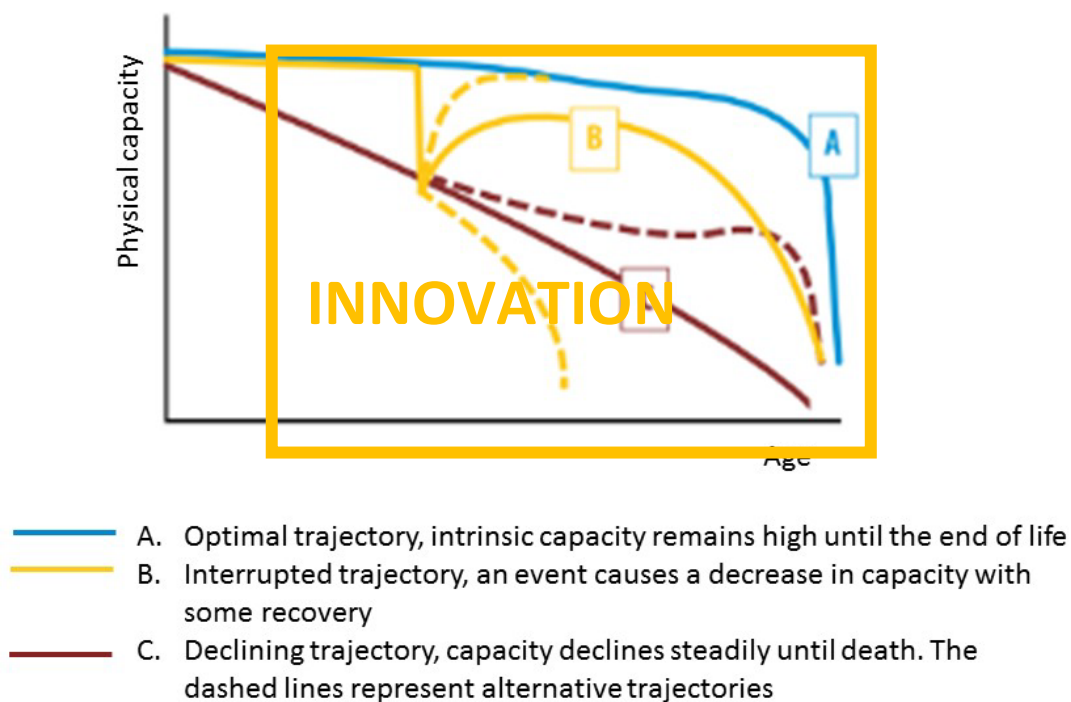 Physical capacity
A
B
INNOVATION
Age
A. Optimal trajectory, intrinsic capacity remains high until the end of life
B. Interrupted trajectory, an event causes a decrease in capacity with
some recovery
C. Declining trajectory, capacity declines steadily until death. The
dashed lines represent alternative trajectories